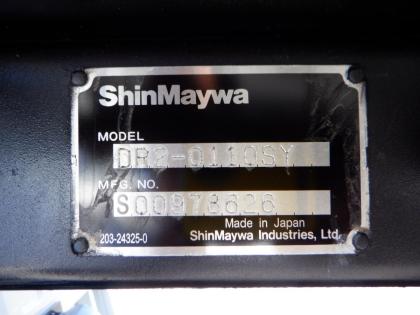 ShinMaywa
MODEL
DR2-0110SY
MFG. NO.
S00978626
Made in Japan
203-24325-0 ShinMaywa Industries, Ltd.